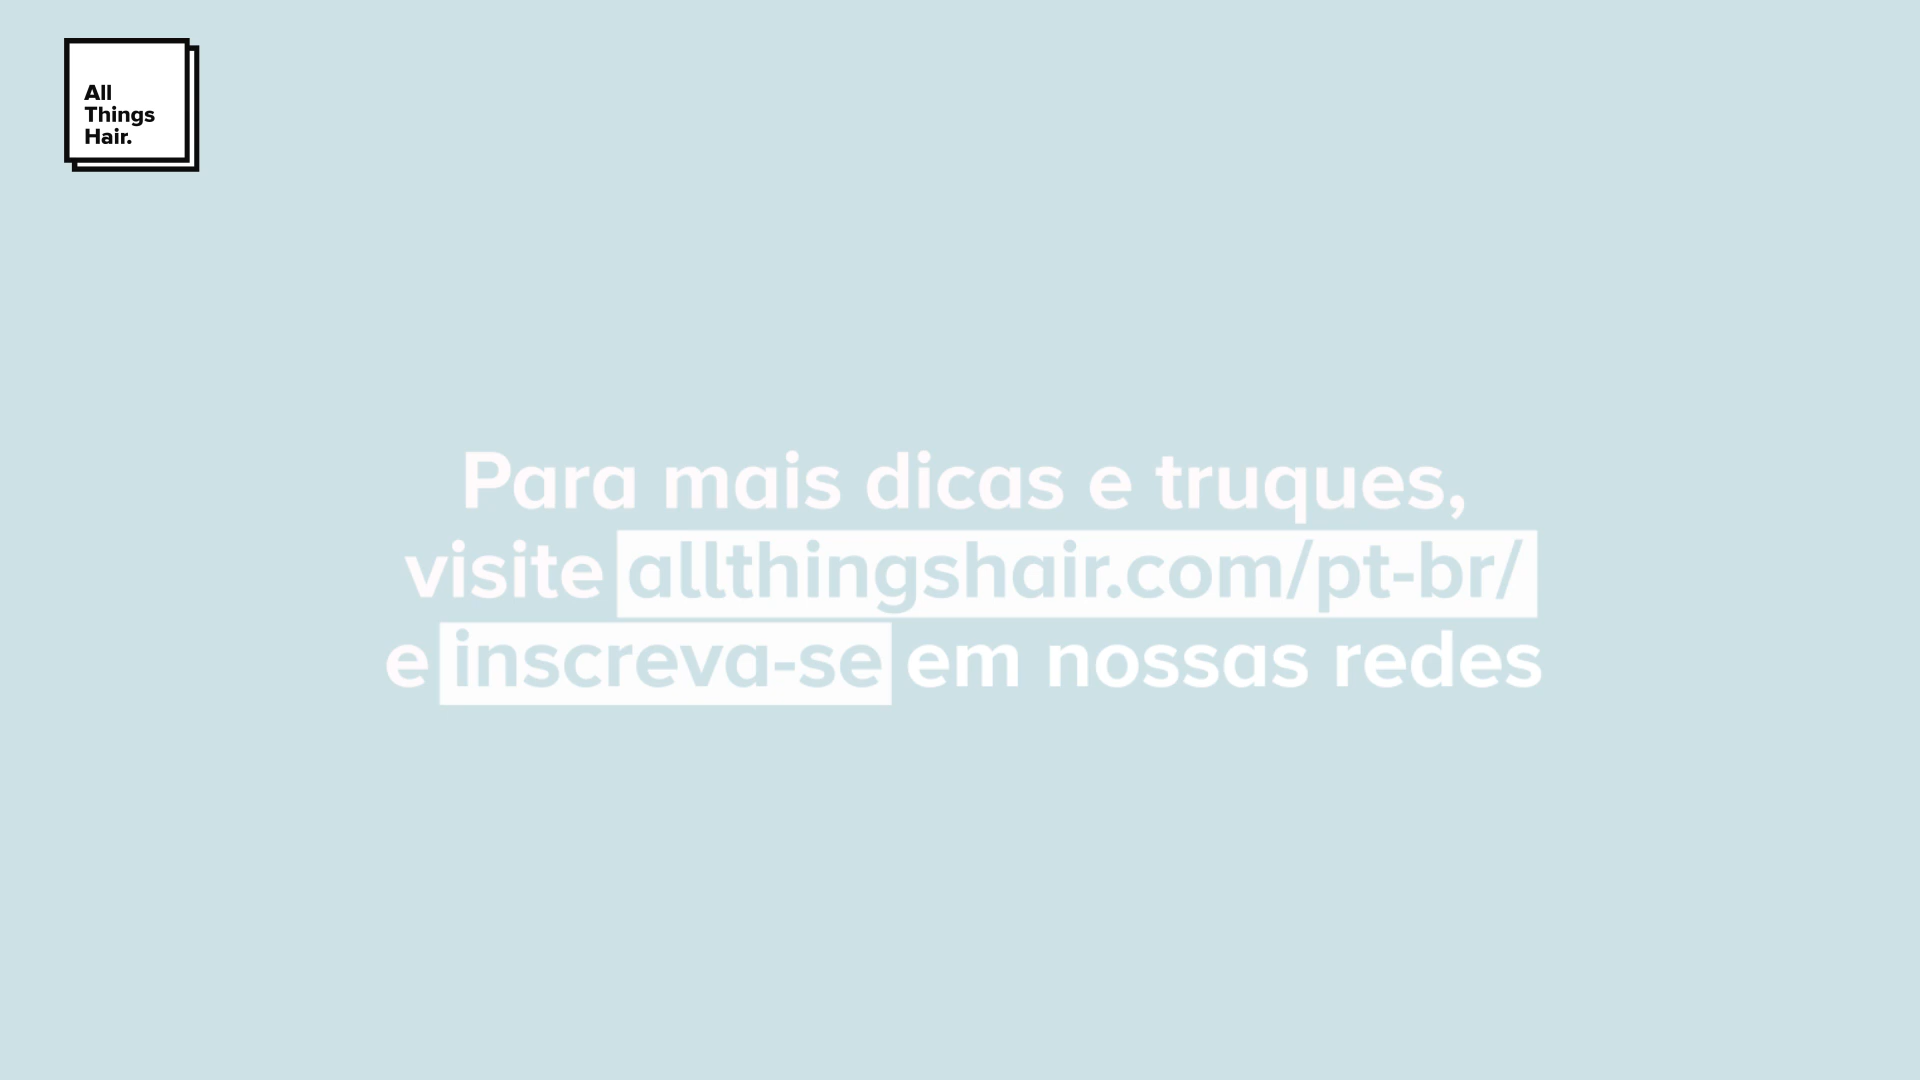 All
Things
Hair.
Para mais dicas e truques,
visite allthingshair.com/pt-br/
e inscreva-se em nossas redes